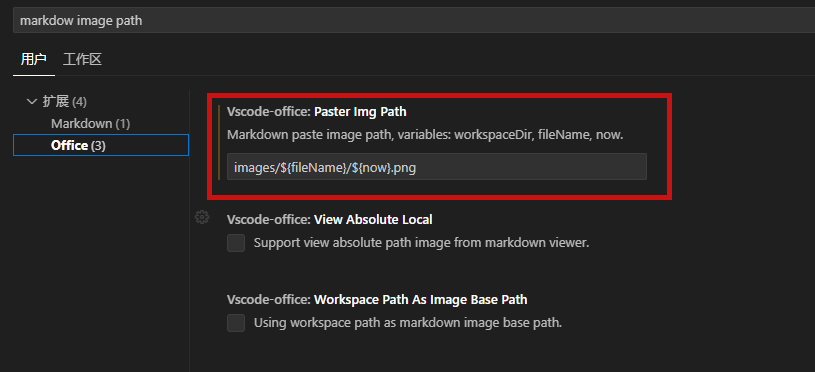 markdow image path
用户 工作区
扩展 (4)
Markdown (1)
Office (3)
Vscode-office: Paster Img Path
Markdown paste image path, variables: workspaceDir, fileName, now.
images/${fileName}/${now}.png
Vscode-office: View Absolute Local
Support view absolute path image from markdown viewer.
Vscode-office: Workspace Path As Image Base Path
Using workspace path as markdown image base path.